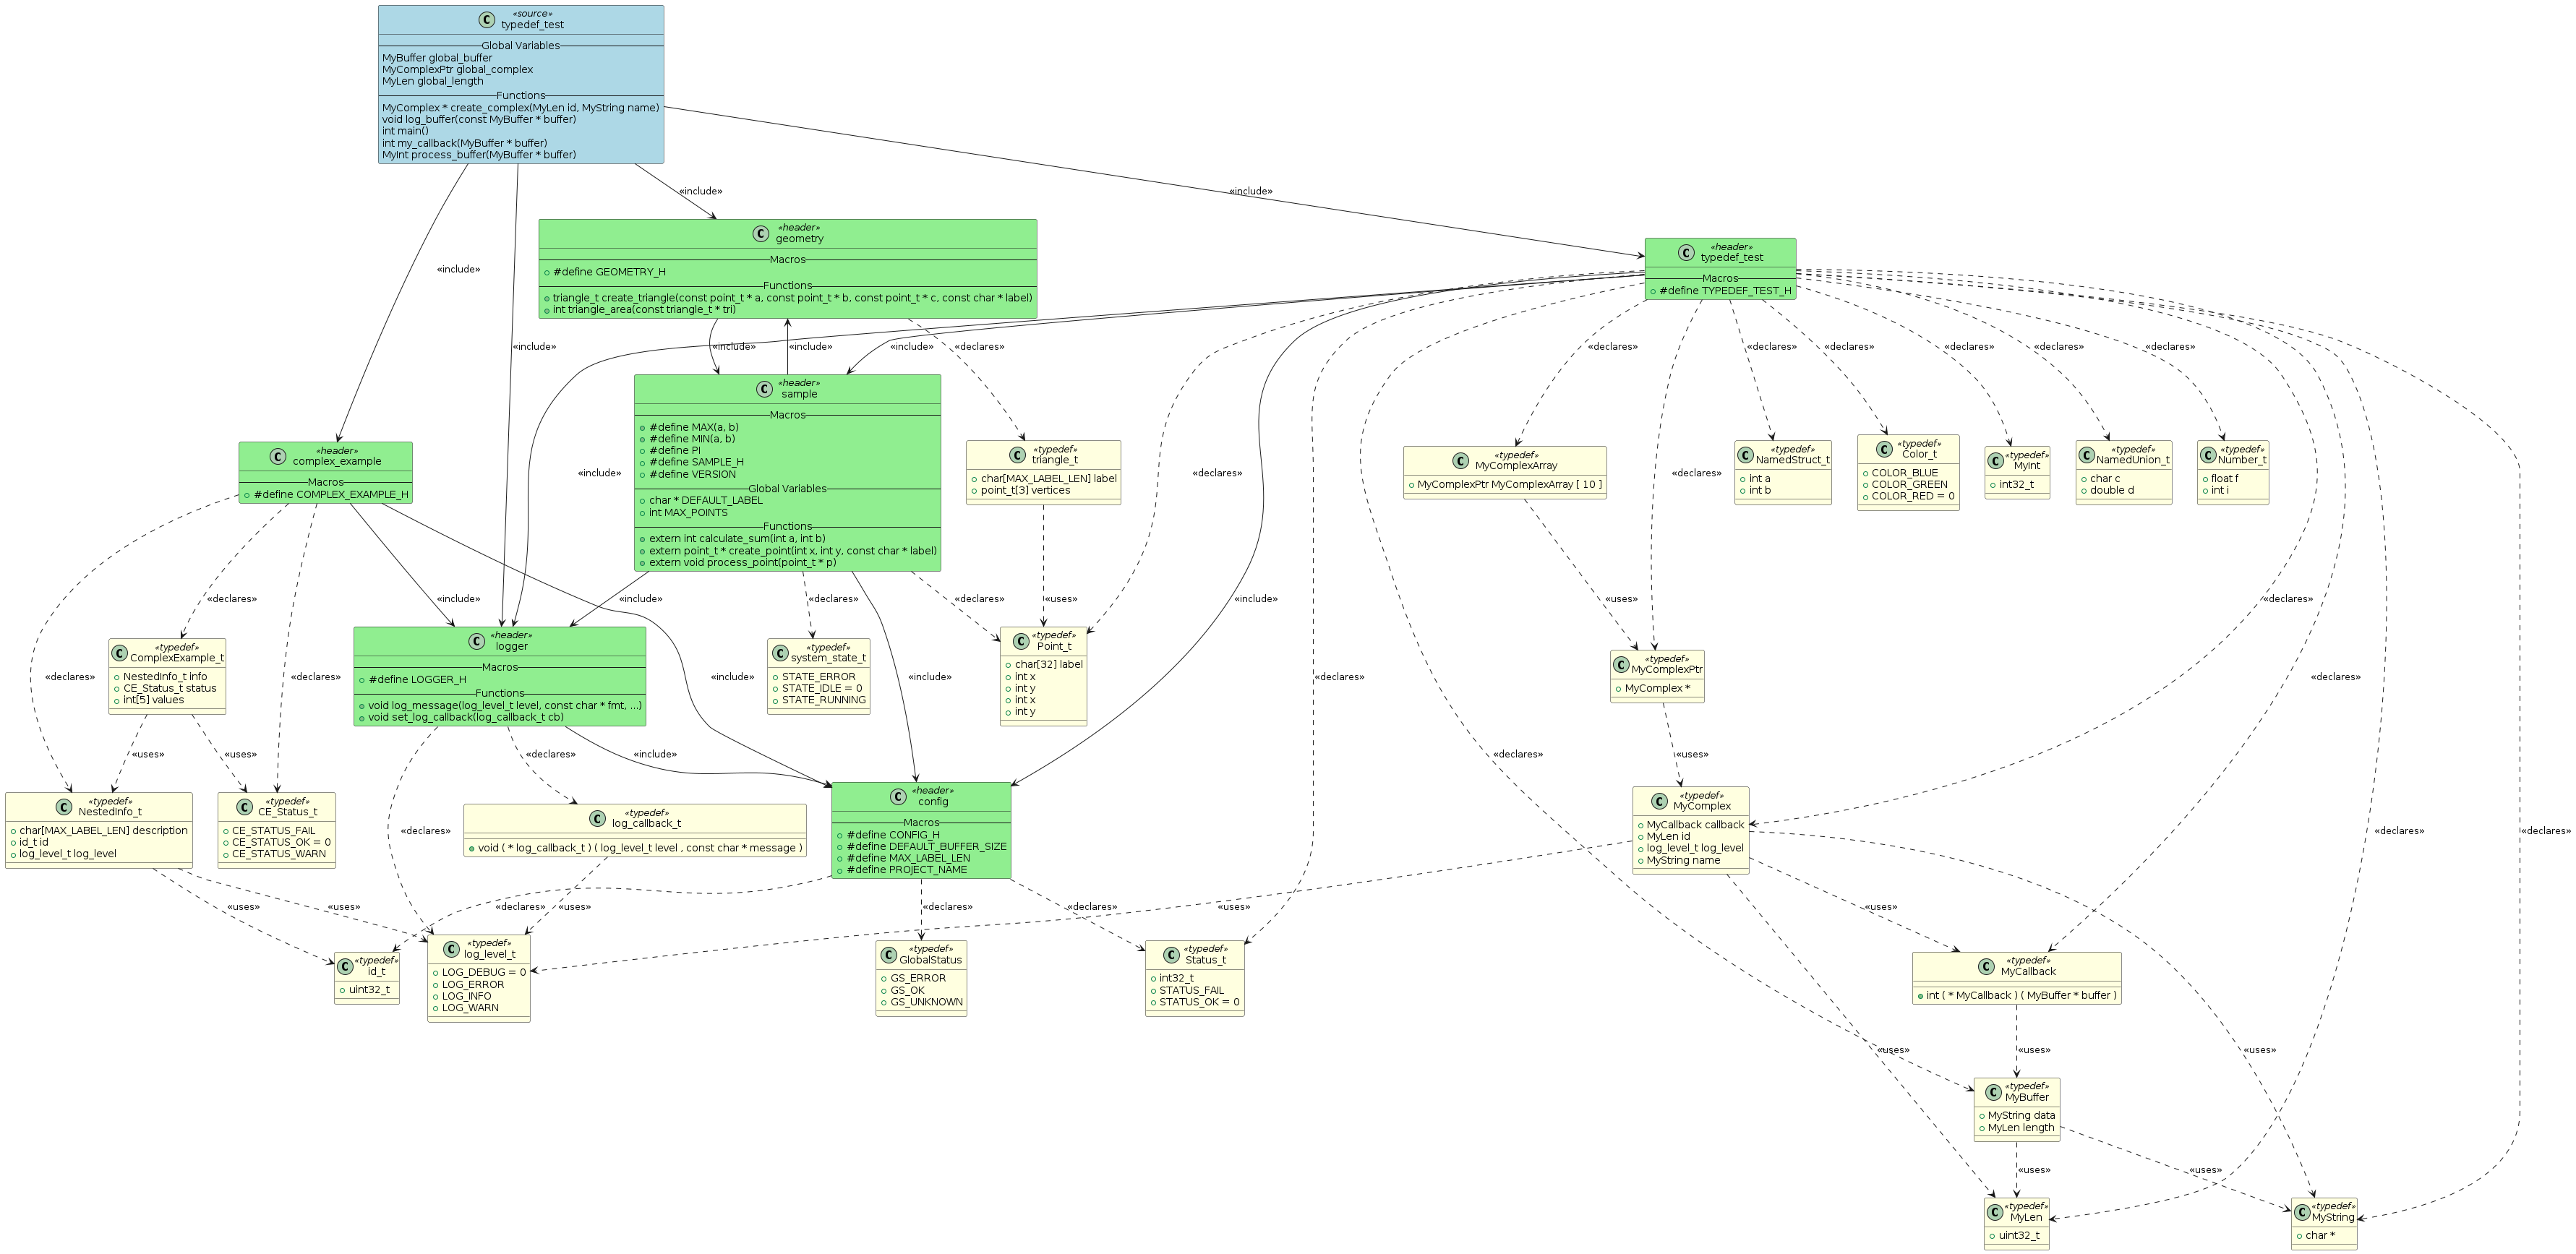 C
«source»
typedef_test
Global Variables
MyBuffer global_buffer
MyComplexPtr global_complex
MyLen global_length
Functions
MyComplex * create_complex(MyLen id, MyString name)
void log_buffer(const MyBuffer * buffer)
int main()
int my_callback(MyBuffer * buffer)
MyInt process_buffer(MyBuffer * buffer)
«include»
«include»
«include»
«include»
C
«header»
geometry
Macros
#define GEOMETRY_H
Functions
triangle_t create_triangle(const point_t * a, const point_t * b, const point_t * c, const char * label)
int triangle_area(const triangle_t * tri)
C
«header»
typedef_test
Macros
#define TYPEDEF_TEST_H
«include»
«include»
«include»
«declares»
«include»
«declares»
«declares»
«declares»
«declares»
«declares»
«declares»
C
«header»
sample
Macros
#define MAX(a, b)
#define MIN(a, b)
#define PI
#define SAMPLE_H
#define VERSION
Global Variables
char * DEFAULT_LABEL
int MAX_POINTS
Functions
extern int calculate_sum(int a, int b)
extern point_t * create_point(int x, int y, const char * label)
extern void process_point(point_t * p)
C
«header»
complex_example
Macros
#define COMPLEX_EXAMPLE_H
«include»
C
«typedef»
triangle_t
char[MAX_LABEL_LEN] label
point_t[3] vertices
«declares»
C
«typedef»
MyComplexArray
MyComplexPtr MyComplexArray [ 10 ]
«declares»
C
«typedef»
NamedStruct_t
int a
int b
C
«typedef»
Color_t
COLOR_BLUE
COLOR_GREEN
COLOR_RED = 0
C
«typedef»
MyInt
int32_t
C
«typedef»
NamedUnion_t
char c
double d
C
«typedef»
Number_t
float f
int i
«declares»
«include»
«include»
«declares»
«declares»
«uses»
«include»
«uses»
«declares»
C
«typedef»
ComplexExample_t
NestedInfo_t info
CE_Status_t status
int[5] values
«declares»
«declares»
C
«header»
logger
Macros
#define LOGGER_H
Functions
void log_message(log_level_t level, const char * fmt, ...)
void set_log_callback(log_callback_t cb)
«include»
C
«typedef»
system_state_t
STATE_ERROR
STATE_IDLE = 0
STATE_RUNNING
«include»
C
«typedef»
Point_t
char[32] label
int x
int y
int x
int y
«declares»
C
«typedef»
MyComplexPtr
MyComplex *
«declares»
«uses»
«uses»
«declares»
«include»
«declares»
«uses»
C
«typedef»
NestedInfo_t
char[MAX_LABEL_LEN] description
id_t id
log_level_t log_level
C
«typedef»
CE_Status_t
CE_STATUS_FAIL
CE_STATUS_OK = 0
CE_STATUS_WARN
«declares»
C
«typedef»
log_callback_t
void ( * log_callback_t ) ( log_level_t level , const char * message )
C
«header»
config
Macros
#define CONFIG_H
#define DEFAULT_BUFFER_SIZE
#define MAX_LABEL_LEN
#define PROJECT_NAME
C
«typedef»
MyComplex
MyCallback callback
MyLen id
log_level_t log_level
MyString name
«declares»
«declares»
«uses»
«uses»
«declares»
«uses»
«declares»
«declares»
«uses»
«uses»
C
«typedef»
id_t
uint32_t
C
«typedef»
log_level_t
LOG_DEBUG = 0
LOG_ERROR
LOG_INFO
LOG_WARN
C
«typedef»
GlobalStatus
GS_ERROR
GS_OK
GS_UNKNOWN
C
«typedef»
Status_t
int32_t
STATUS_FAIL
STATUS_OK = 0
C
«typedef»
MyCallback
int ( * MyCallback ) ( MyBuffer * buffer )
«uses»
«uses»
«uses»
C
«typedef»
MyBuffer
MyString data
MyLen length
«uses»
«uses»
C
«typedef»
MyLen
uint32_t
C
«typedef»
MyString
char *